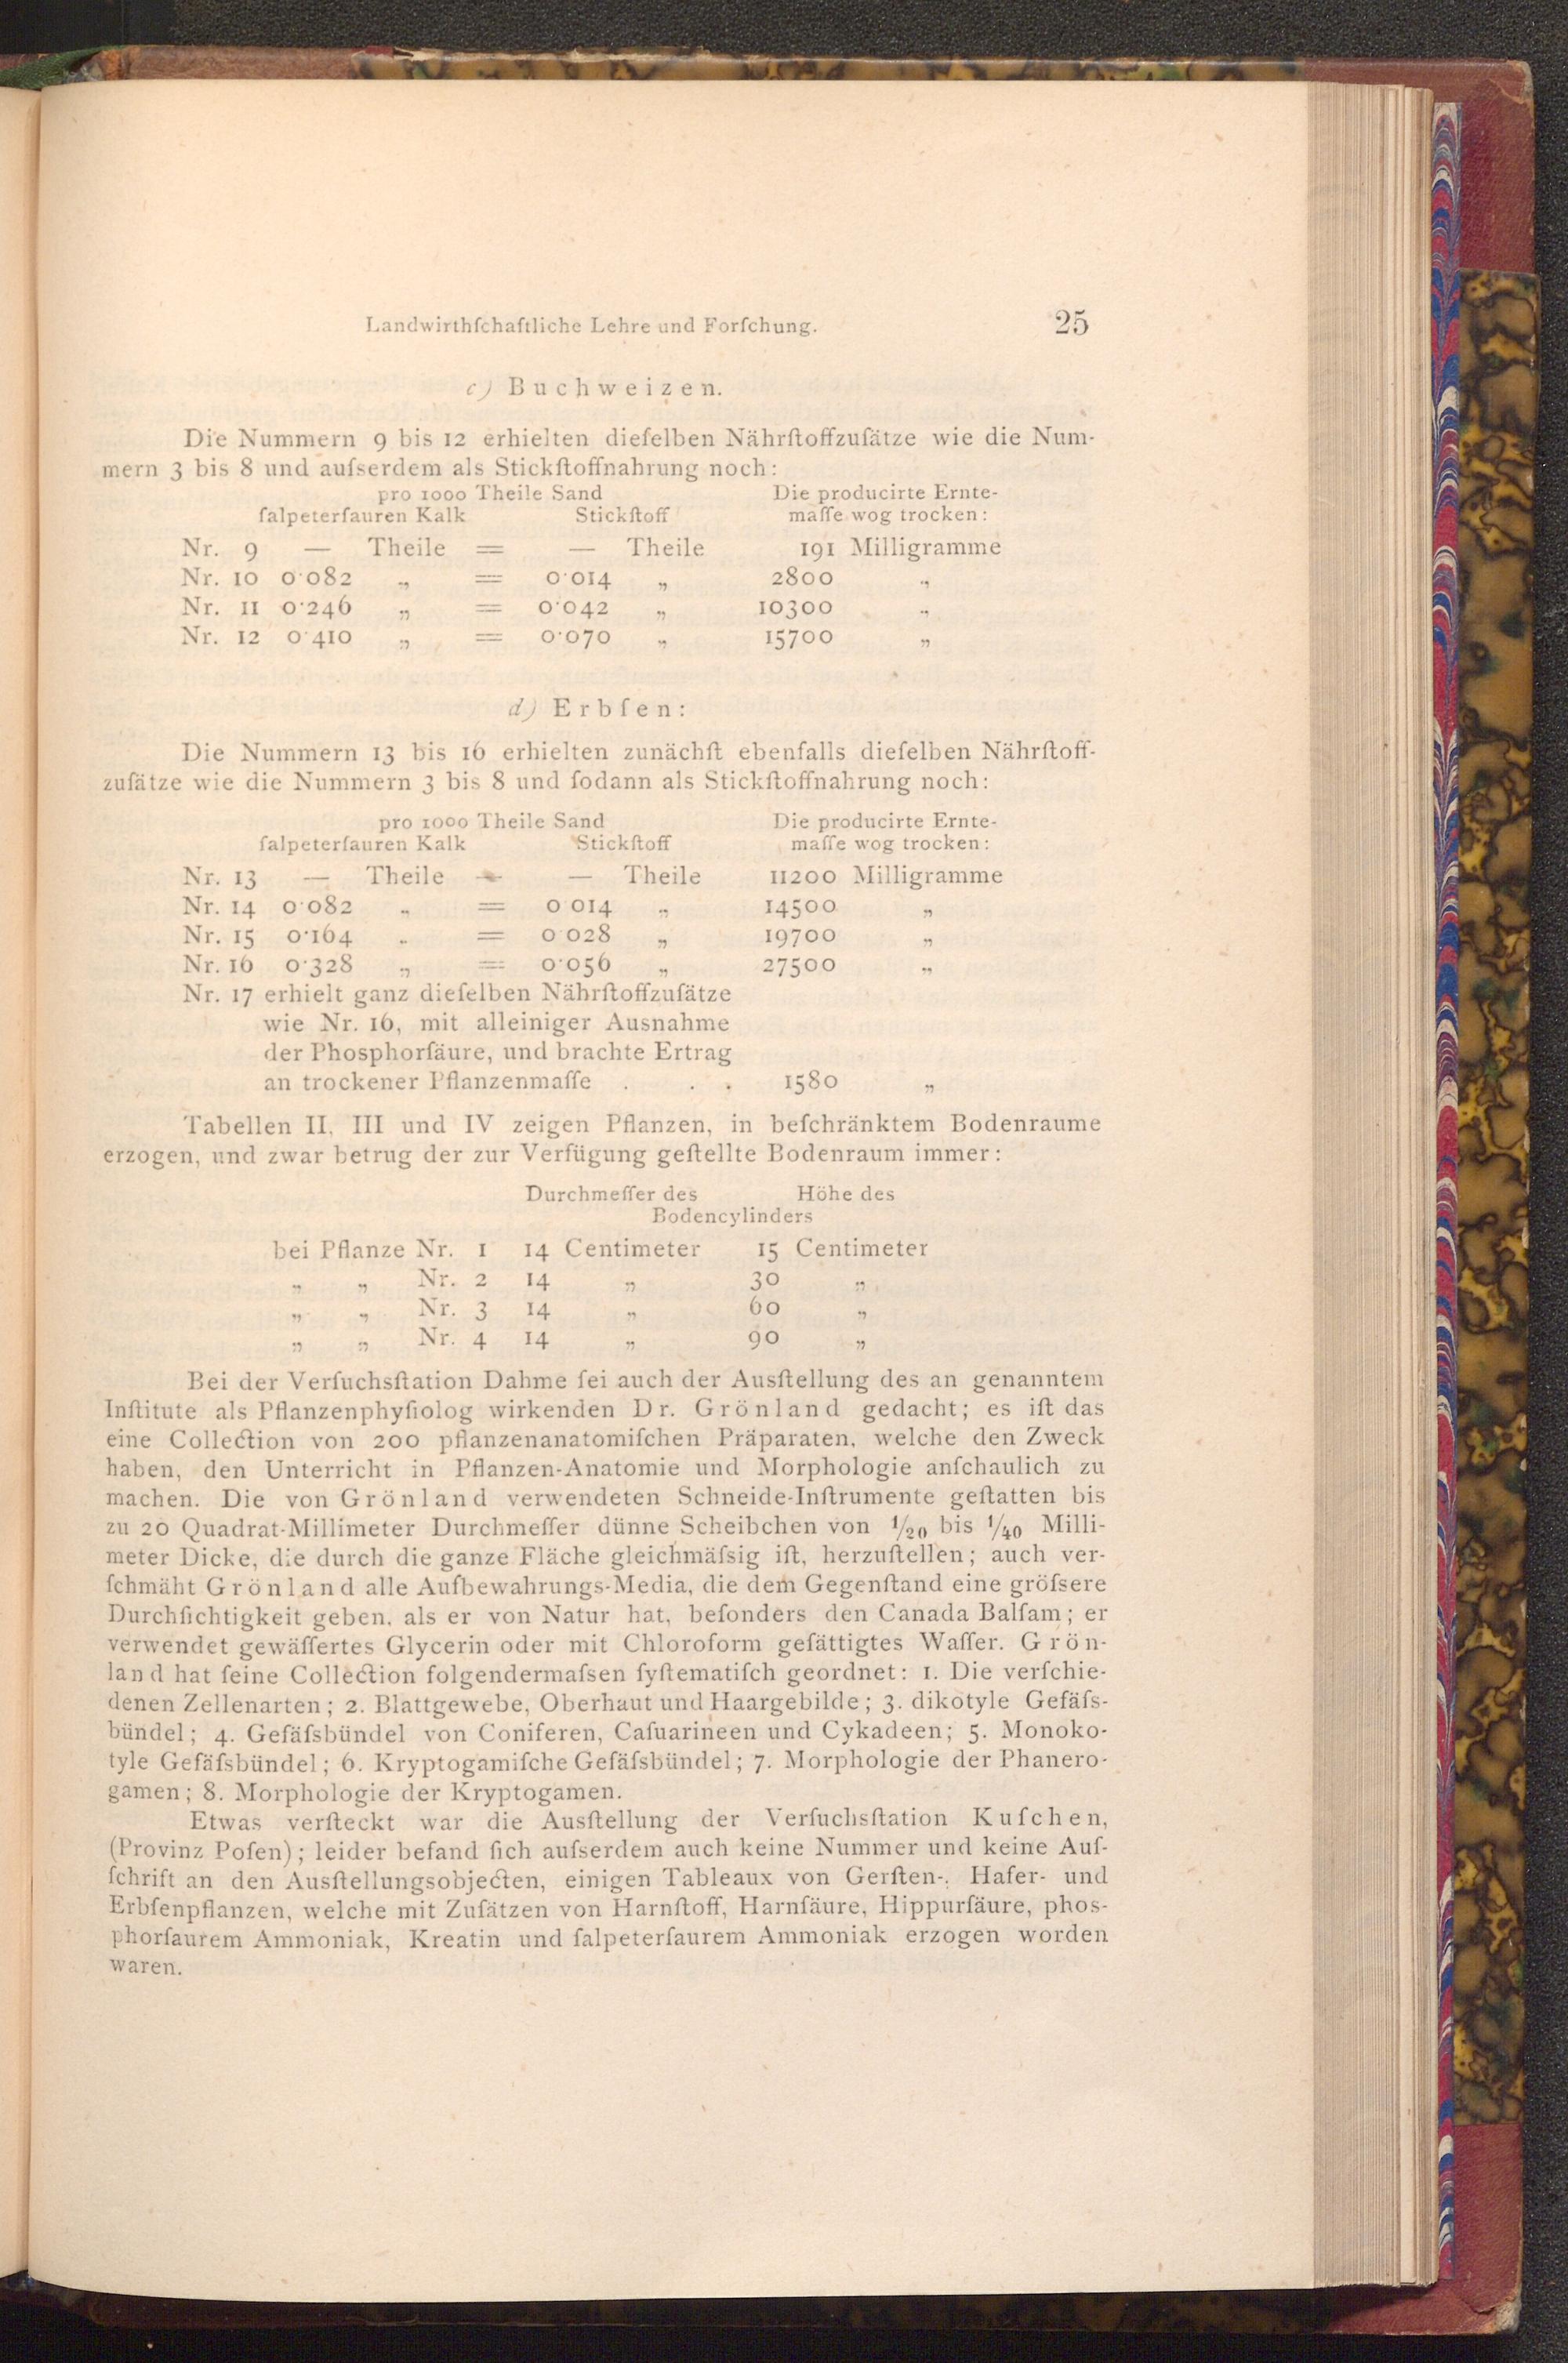 Landwirthſchaftliche Lehre und Forſchung. 25
c) Buchweizen.
Die Nummern 9 bis 12 erhielten dieſelben Nährſtoffzuſätze wie die Num-
mern 3 bis 8 und auſserdem als Stickſtoffnahrung noch:
pro 1000 Theile Sand Die producirte Ernte-
ſalpeterſauren Kalk Stickſtoff maſſe wog trocken:
Nr. 9 — Theile = — Theile 191 Milligramme
Nr. 10 0·082 „ = 0·014 „ 2800 „
Nr. 11 0·246 „ = 0·042 „ 10300 „
Nr. 12 0·410 „ = 0·070 „ 15700 „
d) Erbſen:
Die Nummern 13 bis 16 erhielten zunächſt ebenfalls dieſelben Nährſtoff-
zuſätze wie die Nummern 3 bis 8 und ſodann als Stickſtoffnahrung noch:
pro 1000 Theile Sand Die producirte Ernte-
ſalpeterſauren Kalk Stickſtoff maſſe wog trocken:
Nr. 13 — Theile — — Theile 11200 Milligramme
Nr. 14 0·082 „ = 0 014 „ 14500 „
Nr. 15 0·164 „ = 0 028 „ 19700 „
Nr. 16 0·328 „ = 0·056 „ 27500 „
Nr. 17 erhielt ganz dieſelben Nährſtoffzuſätze
wie Nr. 16, mit alleiniger Ausnahme
der Phosphorſäure, und brachte Ertrag
an trockener Pflanzenmaſſe . . . 1580 „
Tabellen II, III und IV zeigen Pflanzen, in beſchränktem Bodenraume
erzogen, und zwar betrug der zur Verfügung geſtellte Bodenraum immer:
Durchmeſſer des Höhe des
Bodencylinders
bei Pflanze Nr. 1 14 Centimeter 15 Centimeter
„ „ Nr. 2 14 „ 30 „
„ „ Nr. 3 14 „ 60 „
„ „ Nr. 4 14 „ 90 „
Bei der Verſuchsſtation Dahme ſei auch der Ausſtellung des an genanntem
Inſtitute als Pflanzenphyſiolog wirkenden Dr. Grönland gedacht; es iſt das
eine Collection von 200 pflanzenanatomiſchen Präparaten, welche den Zweck
haben, den Unterricht in Pflanzen-Anatomie und Morphologie anſchaulich zu
machen. Die von Grönland verwendeten Schneide-Inſtrumente geſtatten bis
zu 20 Quadrat-Millimeter Durchmeſſer dünne Scheibchen von 1/20 bis 1/40 Milli-
meter Dicke, die durch die ganze Fläche gleichmäſsig iſt, herzuſtellen; auch ver-
ſchmäht Grönland alle Aufbewahrungs-Media, die dem Gegenſtand eine gröſsere
Durchſichtigkeit geben, als er von Natur hat, beſonders den Canada Balſam; er
verwendet gewäſſertes Glycerin oder mit Chloroform geſättigtes Waſſer. Grön-
land hat ſeine Collection folgendermaſsen ſyſtematiſch geordnet: 1. Die verſchie-
denen Zellenarten; 2. Blattgewebe, Oberhaut und Haargebilde; 3. dikotyle Gefäſs-
bündel; 4. Gefäſsbündel von Coniferen, Caſuarineen und Cykadeen; 5. Monoko-
tyle Gefäſsbündel; 6. Kryptogamiſche Gefäſsbündel; 7. Morphologie der Phanero-
gamen; 8. Morphologie der Kryptogamen.
Etwas verſteckt war die Ausſtellung der Verſuchsſtation Kuſchen,
(Provinz Poſen); leider befand ſich auſserdem auch keine Nummer und keine Auf-
ſchrift an den Ausſtellungsobjecten, einigen Tableaux von Gerſten-, Hafer- und
Erbſenpflanzen, welche mit Zuſätzen von Harnſtoff, Harnſäure, Hippurſäure, phos-
phorſaurem Ammoniak, Kreatin und ſalpeterſaurem Ammoniak erzogen worden
waren.